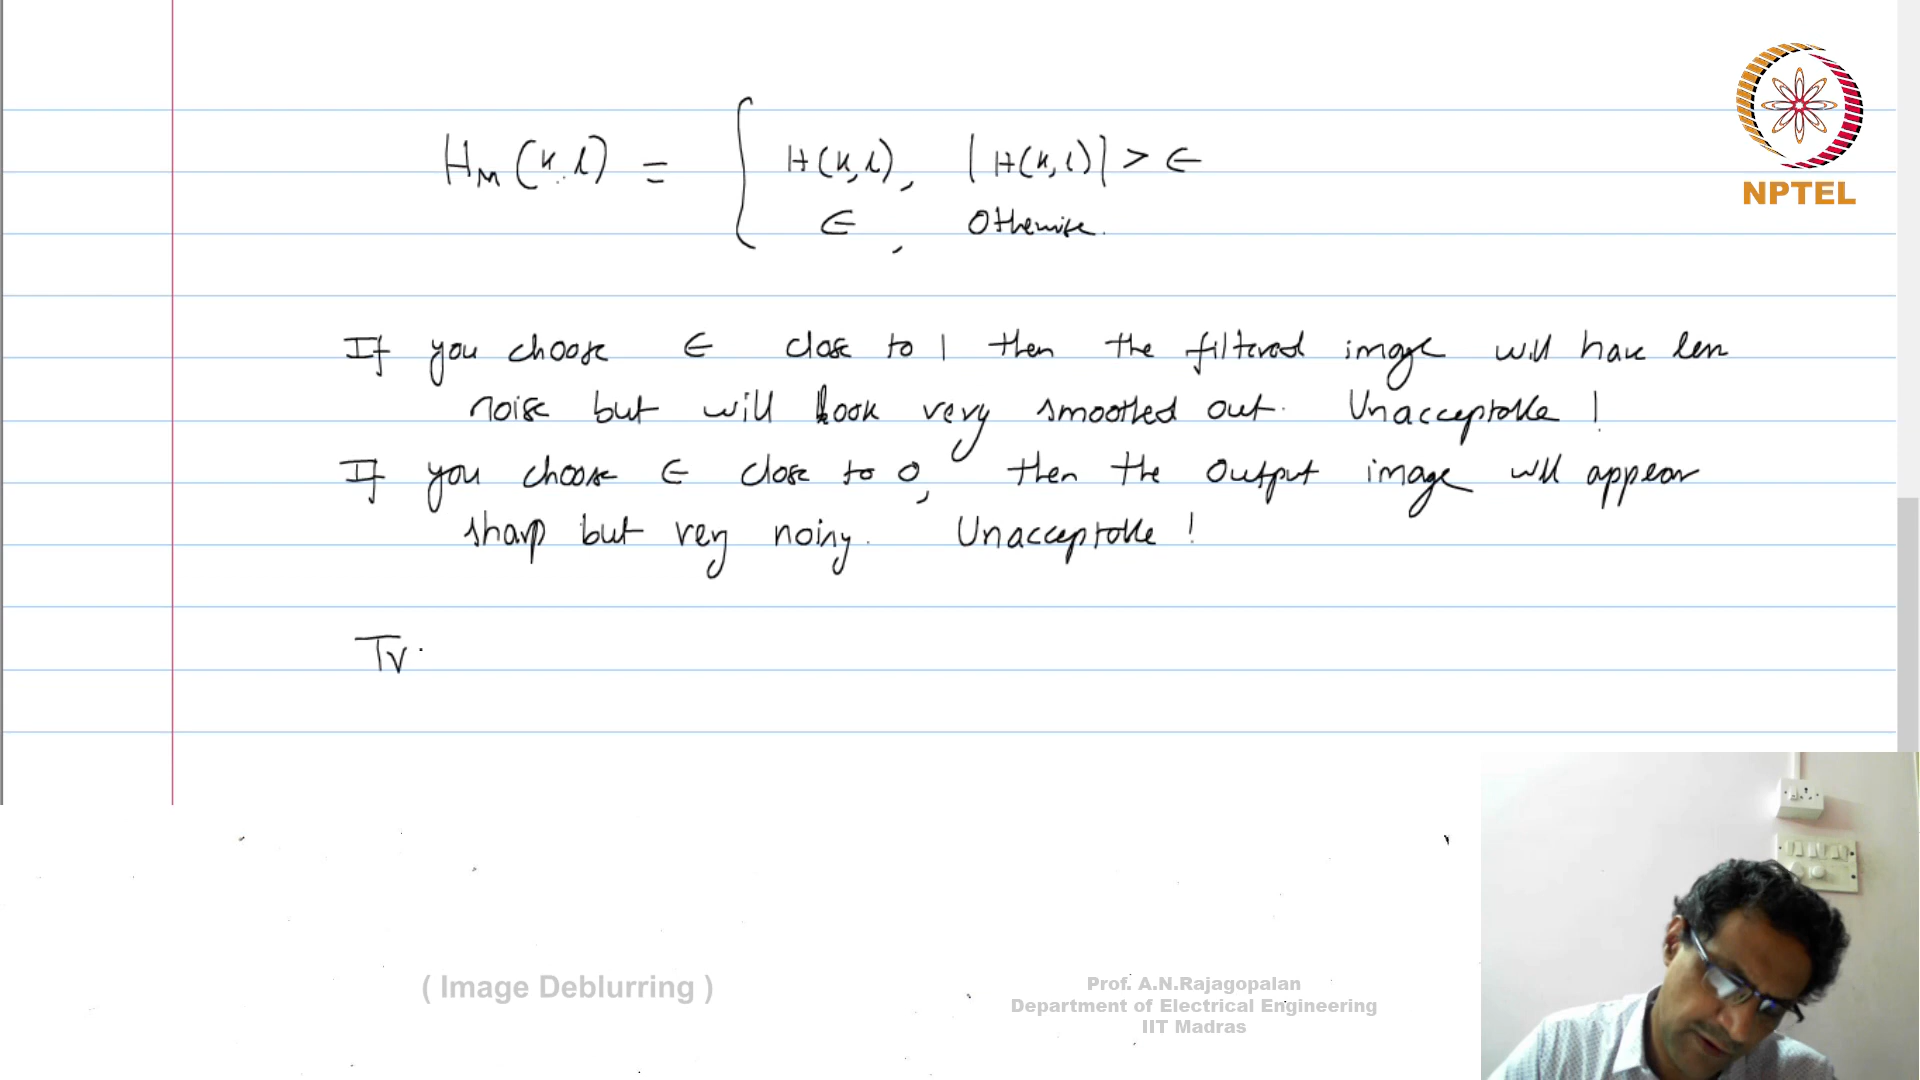 H_M(k,l) = { H(k,l), |H(k,l)| > ∈
∈, Otherwise.
NPTEL
If you choose ∈ close to 1 then the filtered image will have less
noise but will look very smoothed out. Unacceptable !
If you choose ∈ close to 0, then the output image will appear
sharp but very noisy. Unacceptable !
Tr
( Image Deblurring )
Prof. A.N.Rajagopalan
Department of Electrical Engineering
IIT Madras